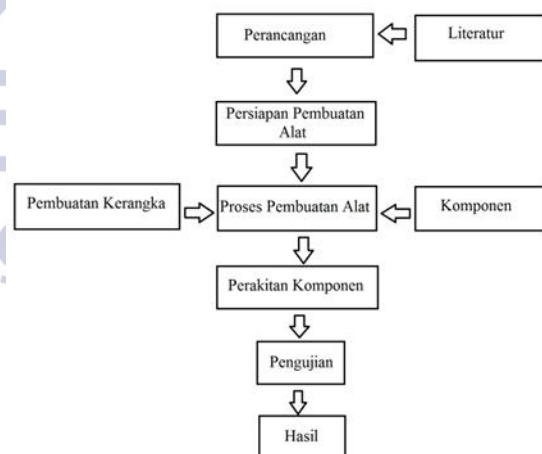 Perancangan
Literatur
Persiapan Pembuatan
Alat
Pembuatan Kerangka
Proses Pembuatan Alat
Komponen
Perakitan Komponen
Pengujian
Hasil